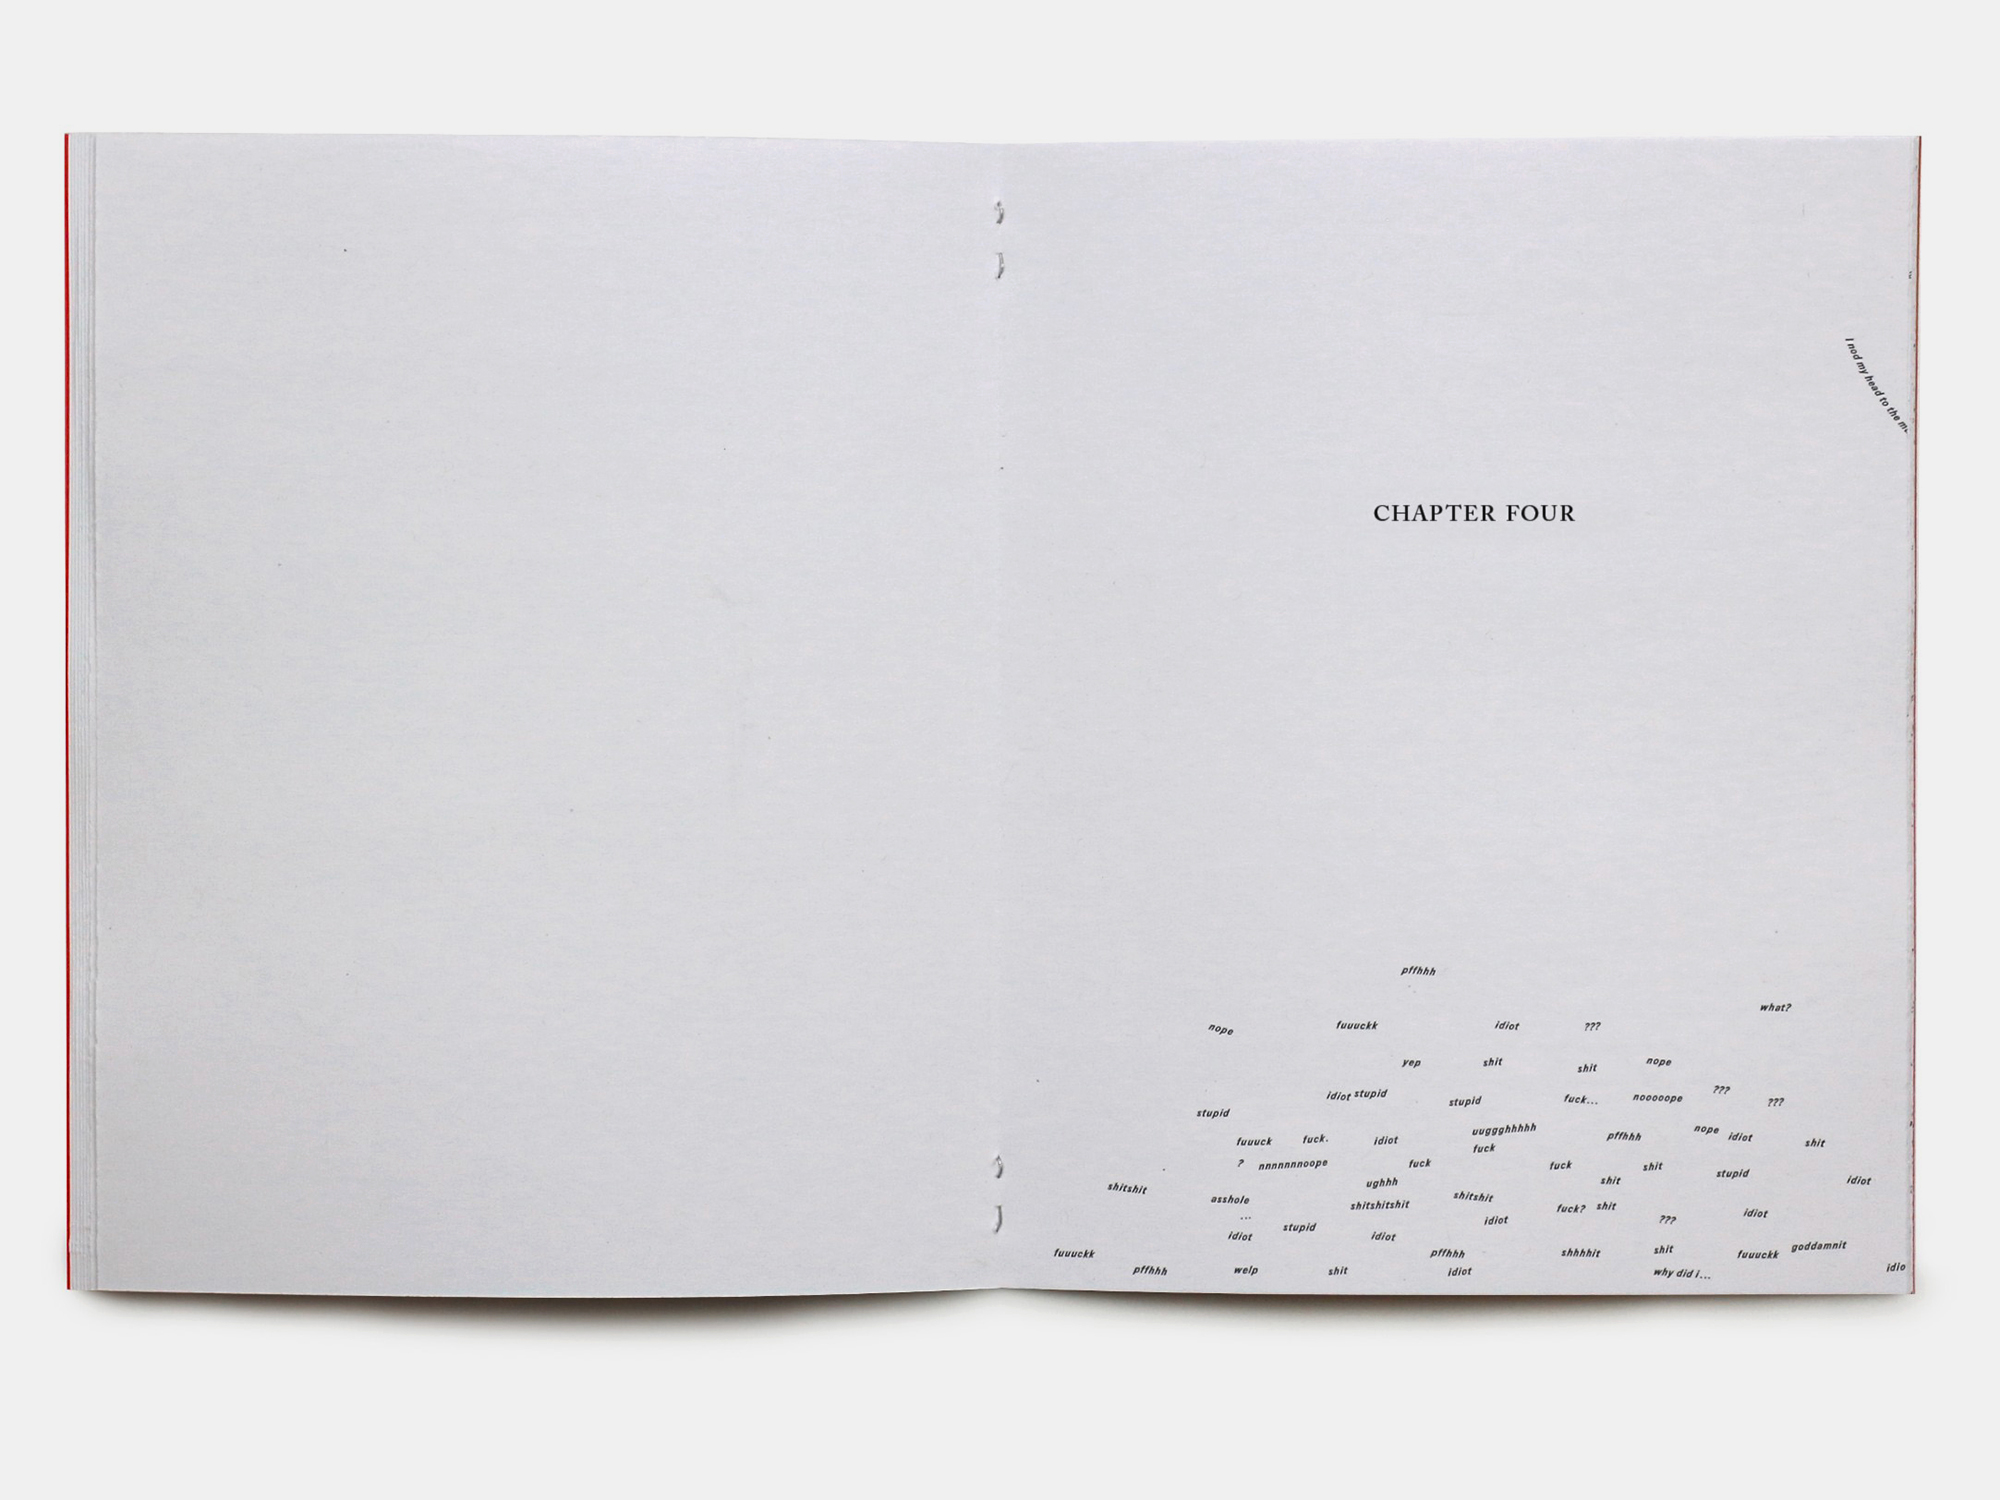 I nod my head to the
CHAPTER FOUR
pffhhh
what?
nope fuuuckk idiot ???
yep shit shit nope
idiot stupid stupid fuck... nooooope ??? ???
stupid
fuuuck fuck. idiot uuggghhhhh pffhhh nope idiot shit
fuck
? nnnnnnnoope fuck fuck shit stupid
shitshit ughhh shit idiot
asshole shitshitshit shitshit fuck? shit
... stupid idiot ??? idiot
idiot idiot
fuuuckk pffhhh shhhhit shit fuuuckk goddamnit
pffhhh welp shit idiot why did i... idio